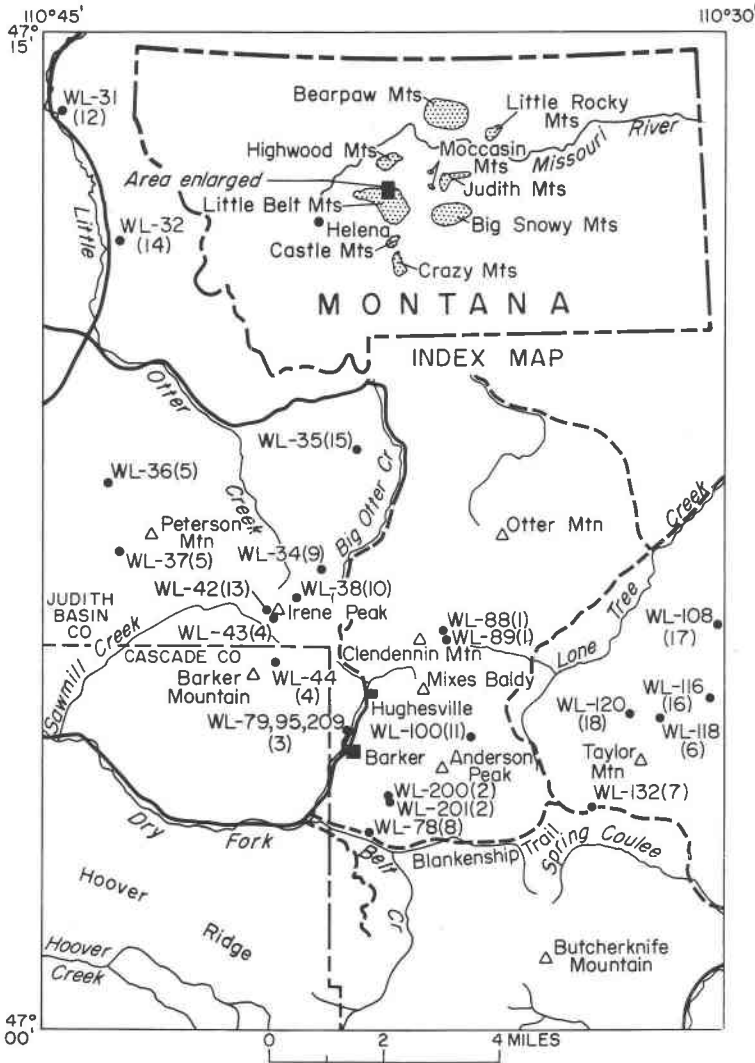 110°45'
110°30'
47°
15'
WL-31
(12)
Bearpaw Mts
Little Rocky
Mts
Missouri River
Highwood Mts
Moccasin
Mts
Area enlarged
Judith Mts
Little Belt Mts
Helena
Big Snowy Mts
Castle Mts
Crazy Mts
Little
WL-32
(14)
MONTANA
INDEX MAP
Otter
Creek
WL-35(15)
Big Otter Cr
WL-36(5)
Peterson
Mtn
Otter Mtn
Creek
WL-37(5)
WL-34(9)
WL-42(13)
WL-38(10)
Irene Peak
JUDITH
BASIN
CO
WL-43(4)
WL-88(1)
WL-89(1)
Lone Tree
WL-108
(17)
Sawmill Creek
CASCADE CO
Clendennin Mtn
Barker
Mountain
WL-44
(4)
Mixes Baldy
WL-116
(16)
Hughesville
WL-120
(18)
WL-118
(6)
WL-79,95,209
(3)
WL-100(11)
Barker
Anderson
Peak
Taylor
Mtn
WL-200(2)
WL-201(2)
WL-132(7)
WL-78(8)
Dry Fork
Belt
Cr
Blankenship Trail
Spring Coulee
Hoover
Ridge
Hoover
Creek
Butcherknife
Mountain
47°
00'
0 2 4 MILES